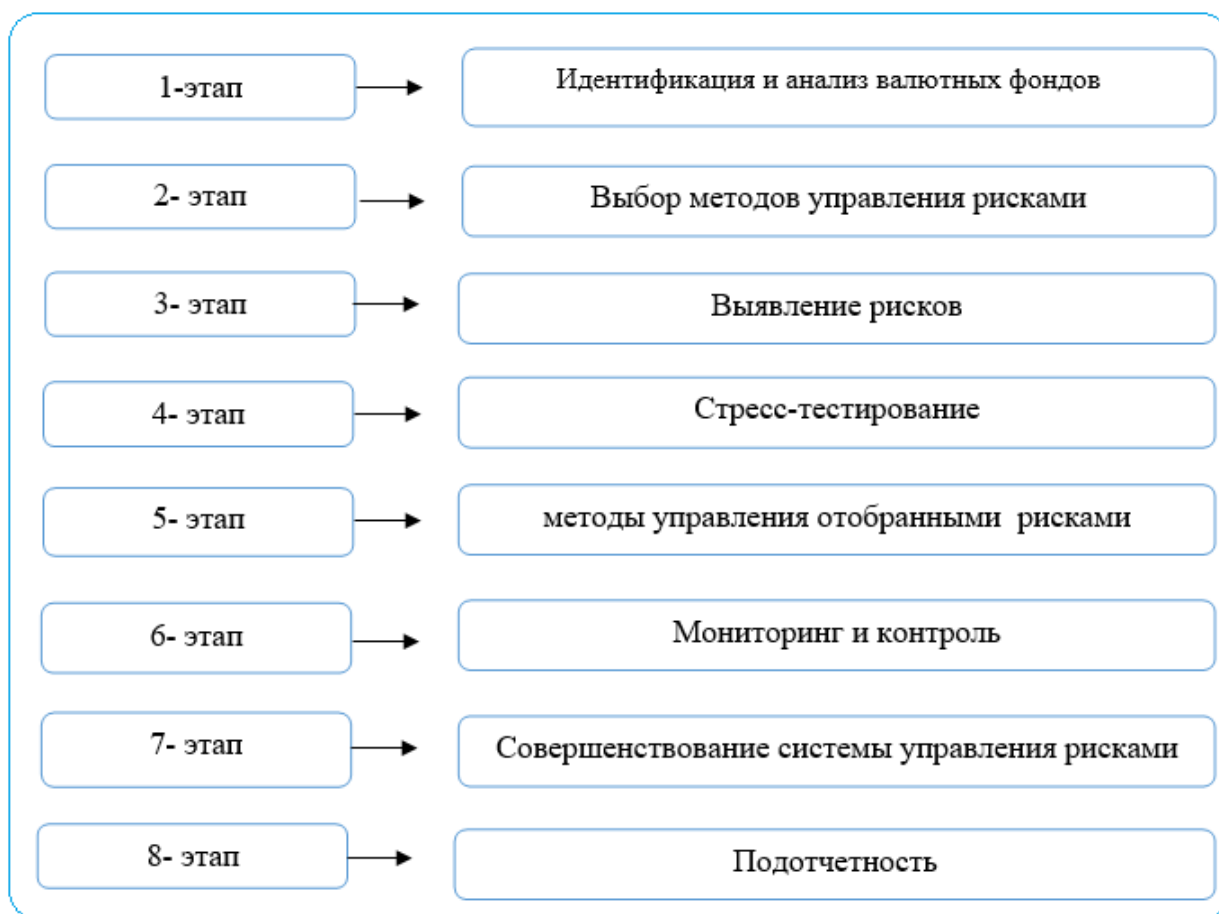 1-этап
Идентификация и анализ валютных фондов
2- этап
Выбор методов управления рисками
3- этап
Выявление рисков
4- этап
Стресс-тестирование
5- этап
методы управления отобранными  рисками
6- этап
Мониторинг и контроль
7- этап
Совершенствование системы управления рисками
8- этап
Подотчетность